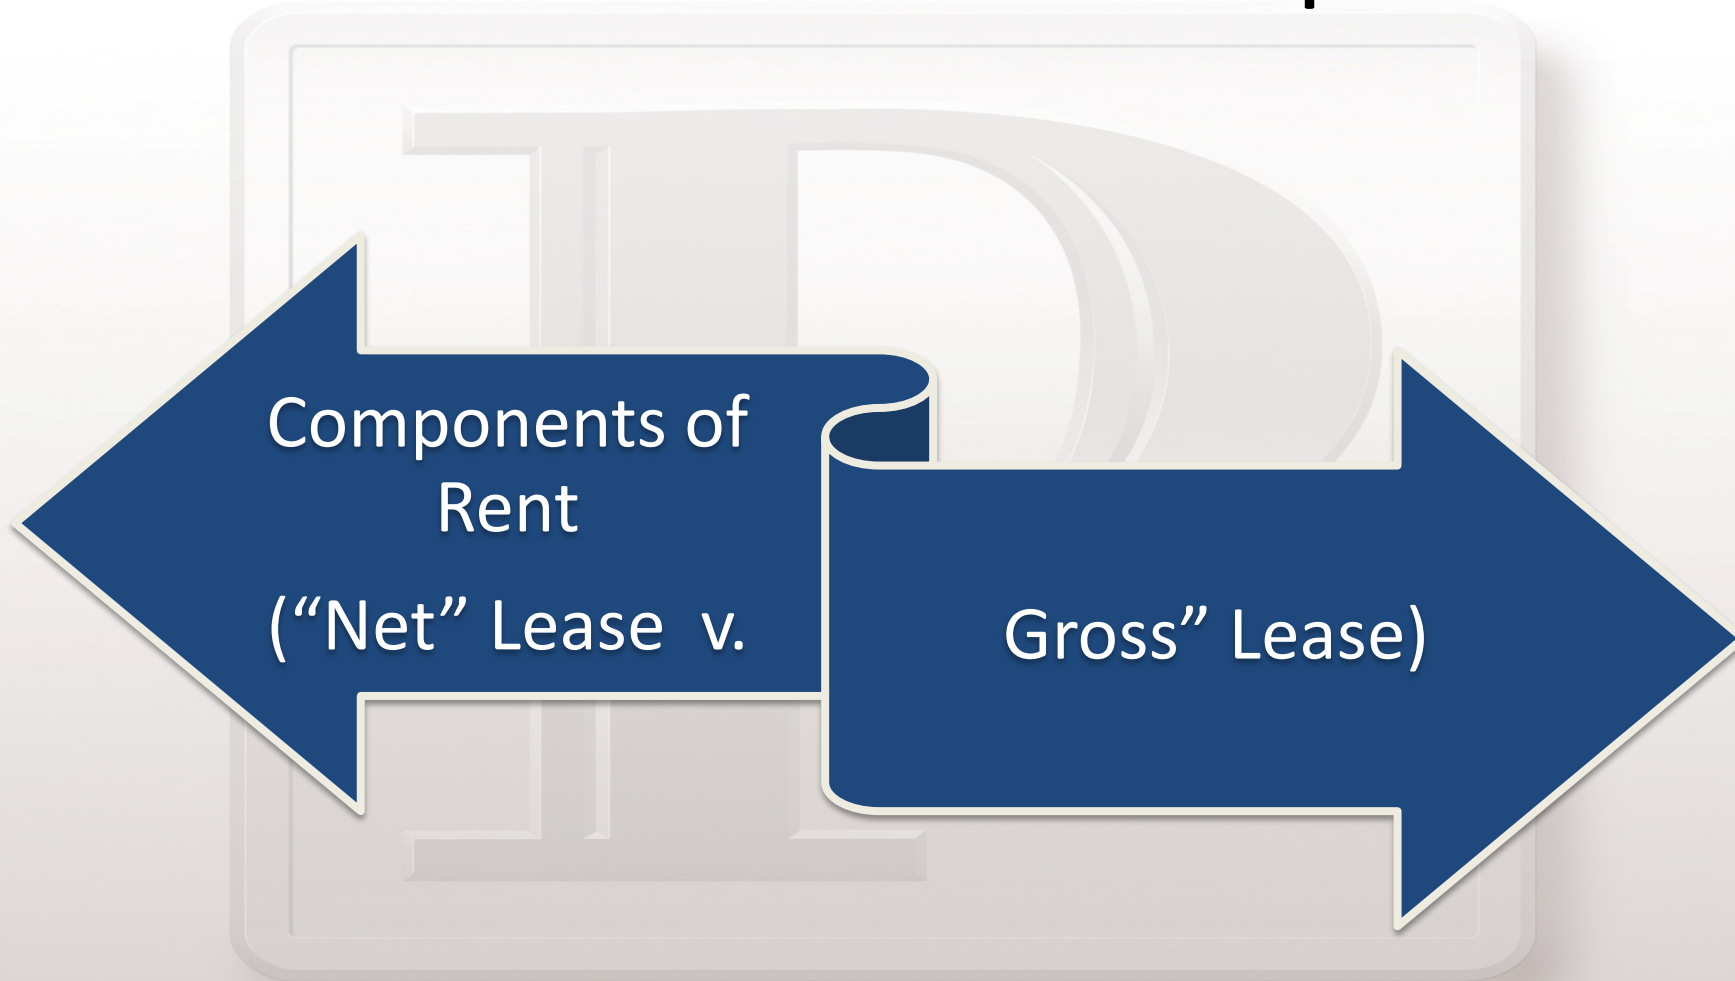 Components of
Rent
(“Net” Lease  v.
Gross” Lease)